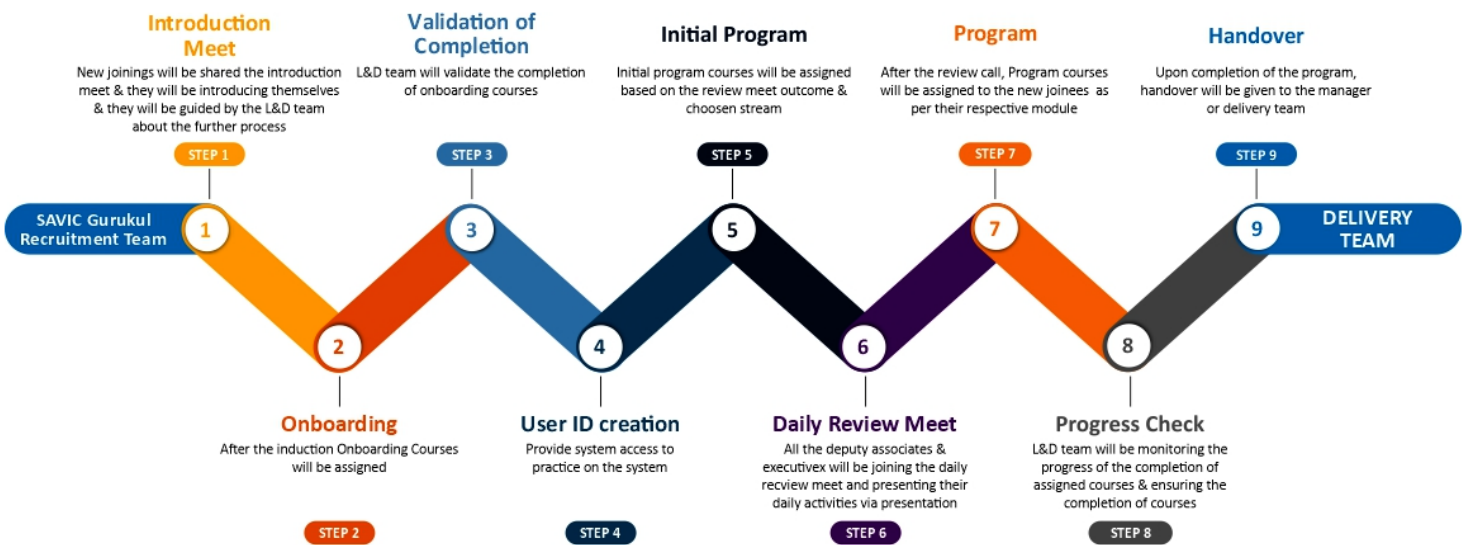 Introduction
Meet
New joinings will be shared the introduction
meet & they will be introducing themselves
& they will be guided by the L&D team
about the further process
STEP 1
Validation of
Completion
L&D team will validate the completion
of onboarding courses
STEP 3
Initial Program
Initial program courses will be assigned
based on the review meet outcome &
choosen stream
STEP 5
Program
After the review call, Program courses
will be assigned to the new joinees as
per their respective module
STEP 7
Handover
Upon completion of the program,
handover will be given to the manager
or delivery team
STEP 9
SAVIC Gurukul
Recruitment Team
1
3
5
7
9
DELIVERY
TEAM
2
4
6
8
Onboarding
After the induction Onboarding Courses
will be assigned
STEP 2
User ID creation
Provide system access to
practice on the system
STEP 4
Daily Review Meet
All the deputy associates &
executivex will be joining the daily
recview meet and presenting their
daily activities via presentation
STEP 6
Progress Check
L&D team will be monitoring the
progress of the completion of
assigned courses & ensuring the
completion of courses
STEP 8